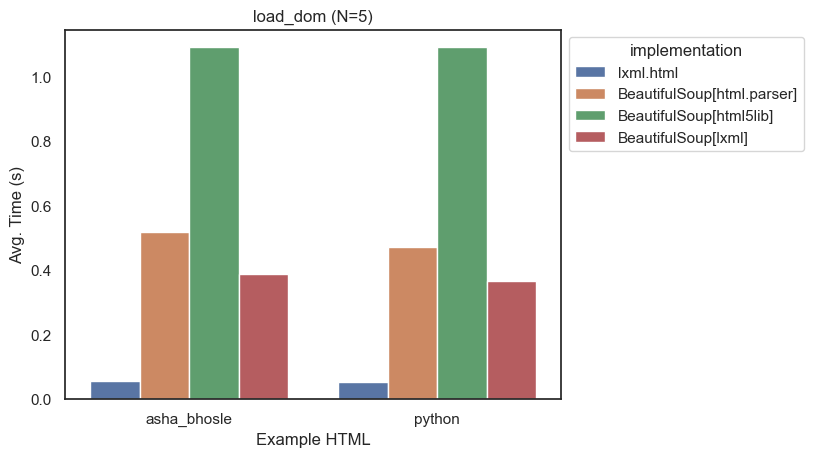 load_dom (N=5)
implementation
lxml.html
BeautifulSoup[html.parser]
BeautifulSoup[html5lib]
BeautifulSoup[lxml]
Avg. Time (s)
1.0
0.8
0.6
0.4
0.2
0.0
asha_bhosle
python
Example HTML